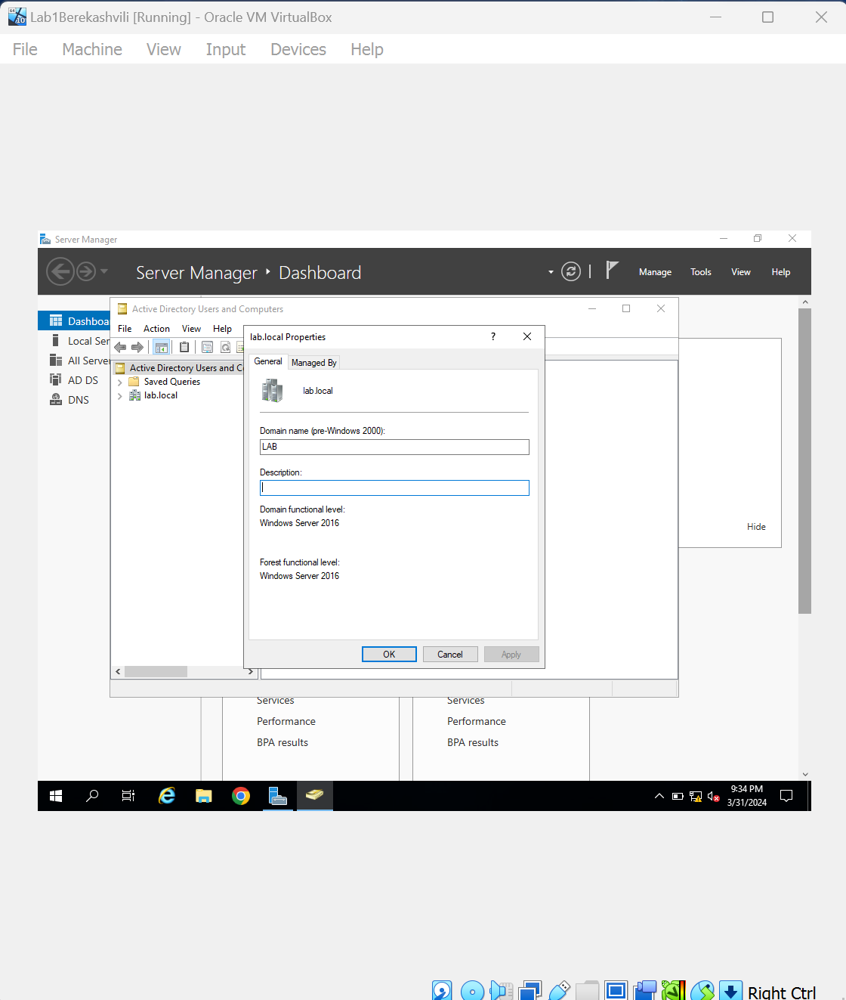 Lab1Berekashvili [Running] - Oracle VM VirtualBox
File Machine View Input Devices Help
Server Manager
Server Manager Dashboard
Manage Tools View Help
Dashboa
Local Ser
All Server
AD DS
DNS
Active Directory Users and Computers
File Action View Help
Active Directory Users and C
Saved Queries
lab.local
lab.local Properties
?
General Managed By
lab.local
Domain name (pre-Windows 2000):
LAB
Description:
Domain functional level:
Windows Server 2016
Forest functional level:
Windows Server 2016
OK Cancel Apply
Hide
Services
Performance
BPA results
Services
Performance
BPA results
9:34 PM
3/31/2024
Right Ctrl